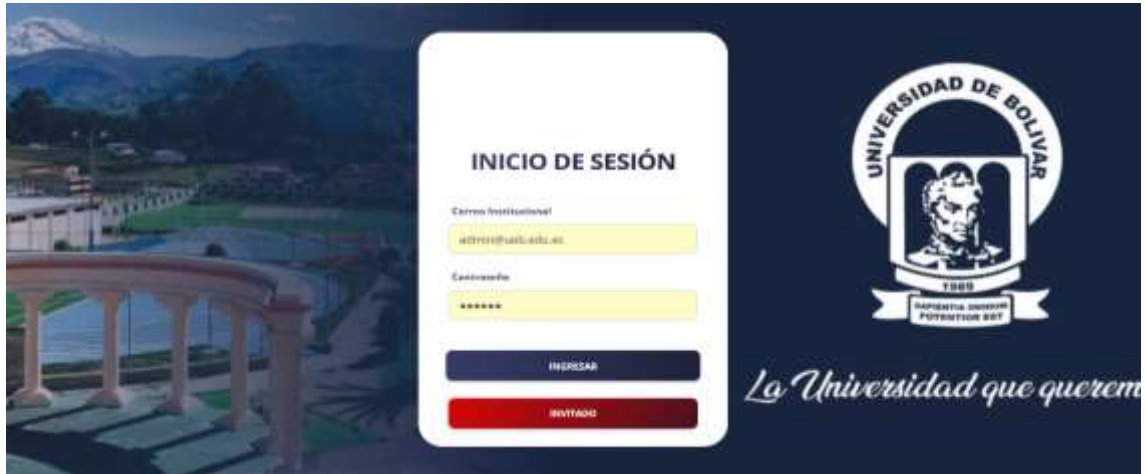 INICIO DE SESIÓN
Correo Institucional
admin@ueb.edu.ec
Contraseña
••••••
INGRESAR
INVITADO
UNIVERSIDAD DE BOLIVAR
1989
SAPIENTIA OMNIUM
POTENTIOR EST
La Universidad que querem